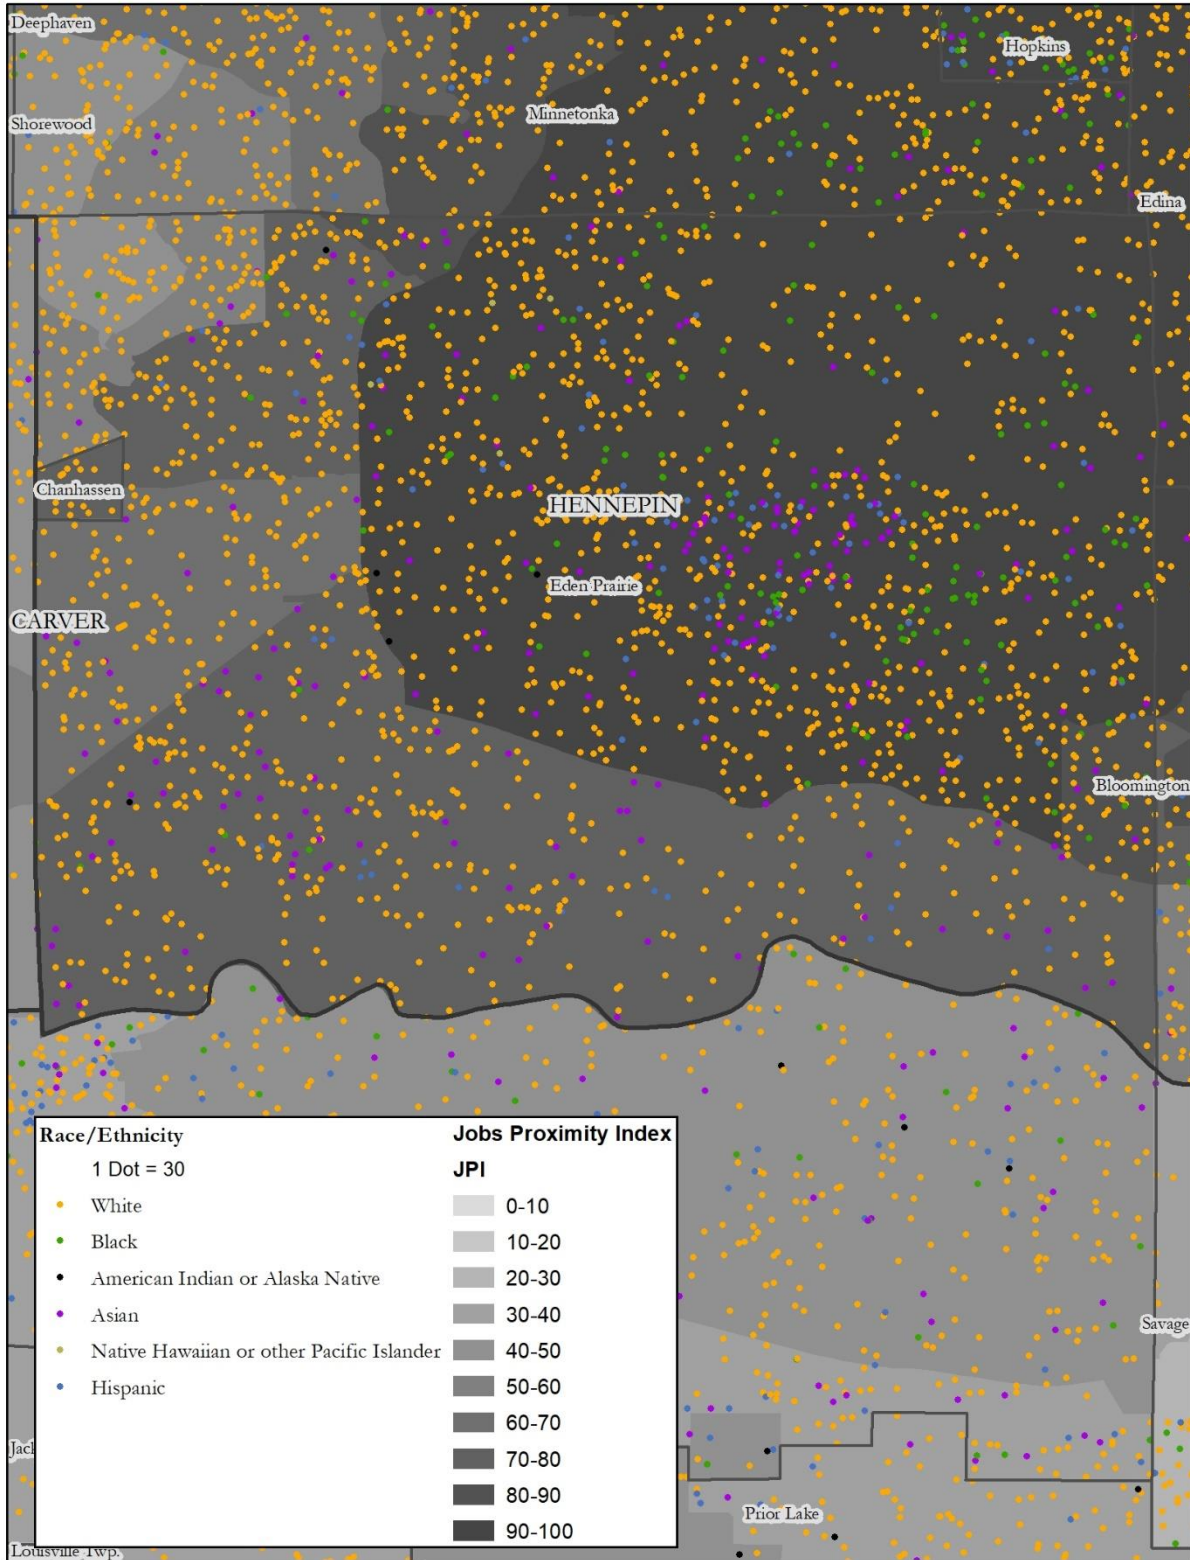 Deephaven
Hopkins
Minnetonka
Shorewood
Edina
Chanhassen
HENNEPIN
Eden Prairie
CARVER
Bloomington
Race/Ethnicity
1 Dot = 30
White
Black
American Indian or Alaska Native
Asian
Native Hawaiian or other Pacific Islander
Hispanic
Jobs Proximity Index
JPI
0-10
10-20
20-30
30-40
40-50
50-60
60-70
70-80
80-90
90-100
Savage
Jac
Prior Lake
Louisville Twp.